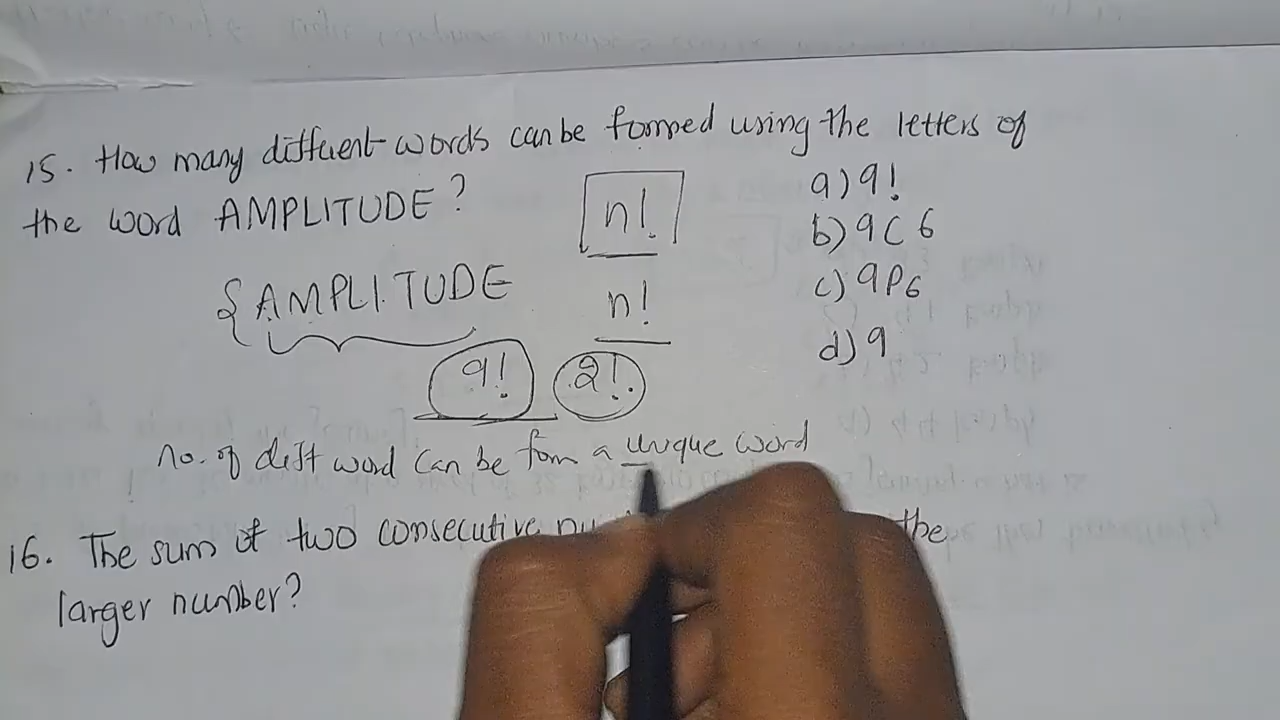 15. How many different words can be formed using the letters of
the word AMPLITUDE?
n!
a) 9!
b) 9C6
c) 9P6
d) 9
{AMPLITUDE
n!
9! 2!.
no. of diff word can be form a unique word
16. The sum of two consecutive the
larger number?